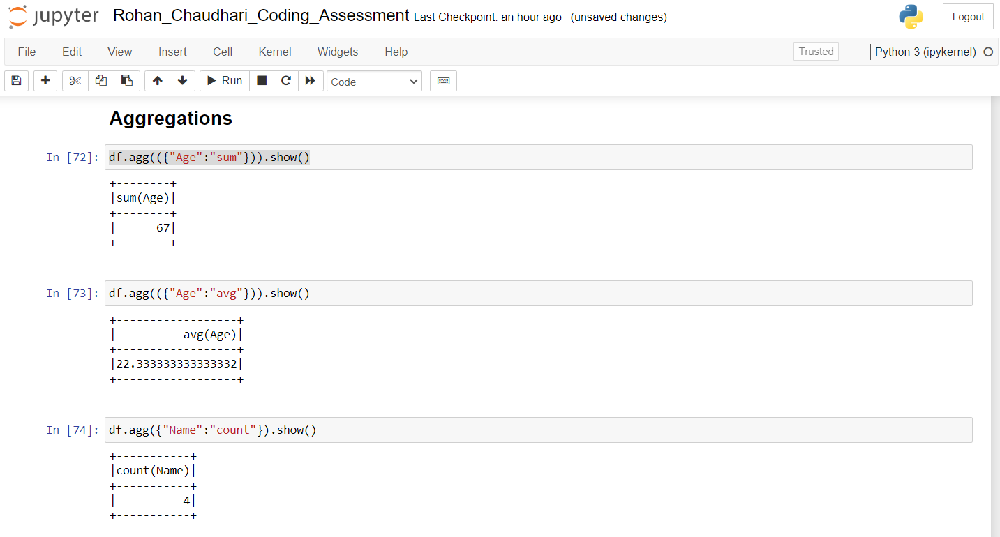 jupyter Rohan_Chaudhari_Coding_Assessment Last Checkpoint: an hour ago (unsaved changes) Logout
File Edit View Insert Cell Kernel Widgets Help Trusted Python 3 (ipykernel)
Run Code
Aggregations
In [72]: df.agg(({"Age":"sum"})).show()
+--------+
|sum(Age)|
+--------+
|      67|
+--------+
In [73]: df.agg(({"Age":"avg"})).show()
+------------------+
|          avg(Age)|
+------------------+
|22.333333333333332|
+------------------+
In [74]: df.agg({"Name":"count"}).show()
+-----------+
|count(Name)|
+-----------+
|          4|
+-----------+